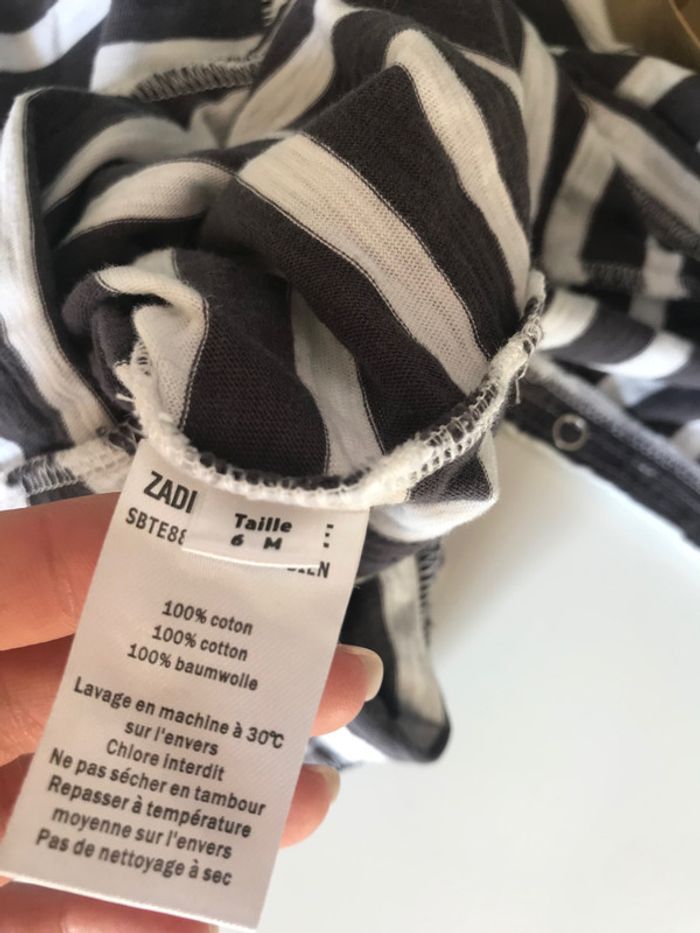 ZADI
SBTE88
Taille
6 M
100% coton
100% cotton
100% baumwolle
Lavage en machine à 30℃
sur l'envers
Chlore interdit
Ne pas sécher en tambour
Repasser à température
moyenne sur l'envers
Pas de nettoyage à sec